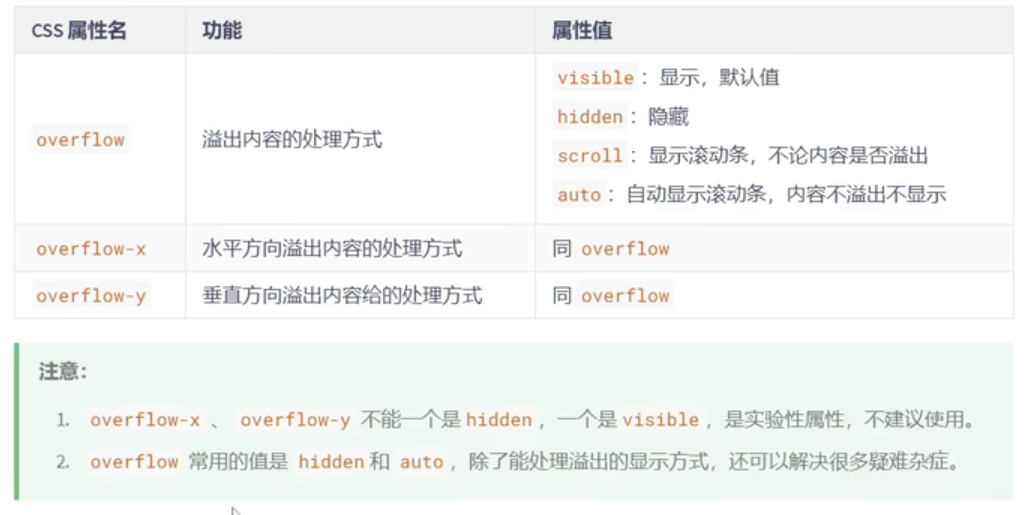 CSS 属性名 功能 属性值
overflow 溢出内容的处理方式
visible：显示，默认值
hidden：隐藏
scroll：显示滚动条，不论内容是否溢出
auto：自动显示滚动条，内容不溢出不显示
overflow-x 水平方向溢出内容的处理方式 同 overflow
overflow-y 垂直方向溢出内容给的处理方式 同 overflow
注意：
1. overflow-x 、 overflow-y 不能一个是 hidden ，一个是 visible ，是实验性属性，不建议使用。
2. overflow 常用的值是 hidden 和 auto ，除了能处理溢出的显示方式，还可以解决很多疑难杂症。